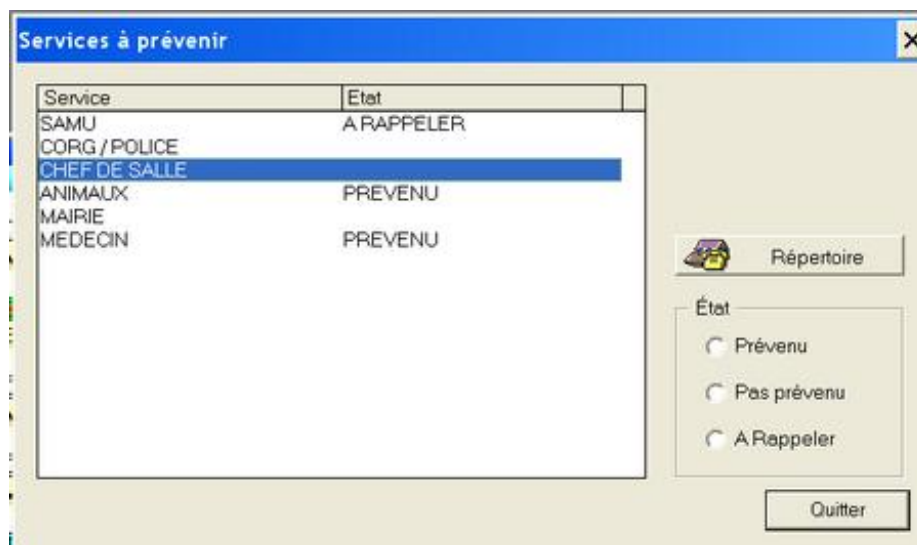 Services à prévenir
Service Etat
SAMU A RAPPELER
CORG / POLICE
CHEF DE SALLE
ANIMAUX PREVENU
MAIRIE
MEDECIN PREVENU
Répertoire
État
Prévenu
Pas prévenu
A Rappeler
Quitter